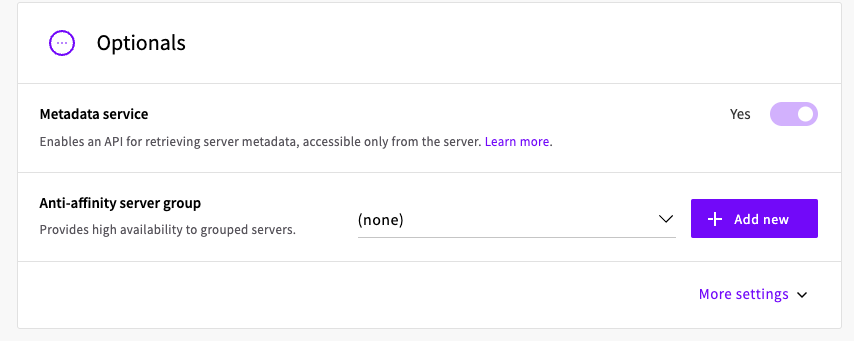 Optionals
Metadata service
Yes
Enables an API for retrieving server metadata, accessible only from the server. Learn more.
Anti-affinity server group
Provides high availability to grouped servers.
(none)
Add new
More settings